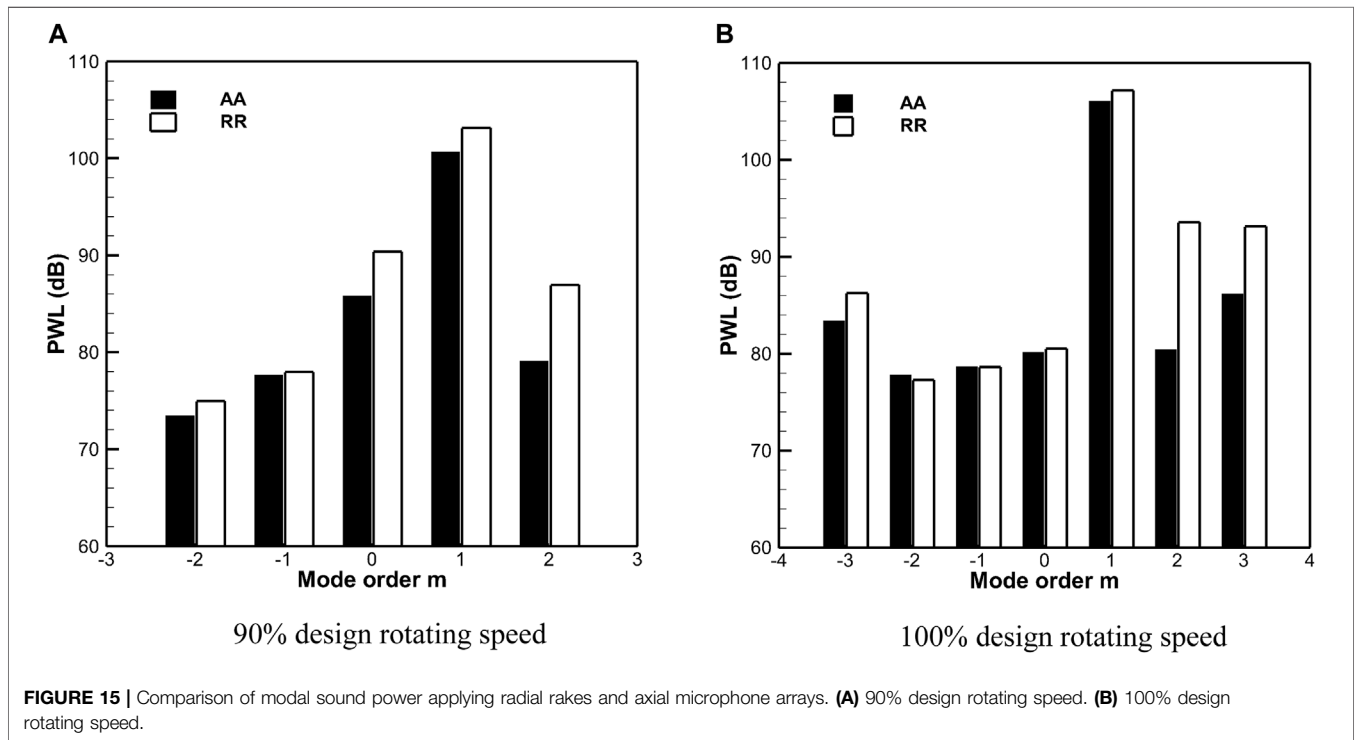 A
110
100
90
80
70
60
PWL (dB)
AA
RR
-3 -2 -1 0 1 2 3
Mode order m
90% design rotating speed
B
110
100
90
80
70
60
PWL (dB)
AA
RR
-4 -3 -2 -1 0 1 2 3 4
Mode order m
100% design rotating speed
FIGURE 15 | Comparison of modal sound power applying radial rakes and axial microphone arrays. (A) 90% design rotating speed. (B) 100% design
rotating speed.